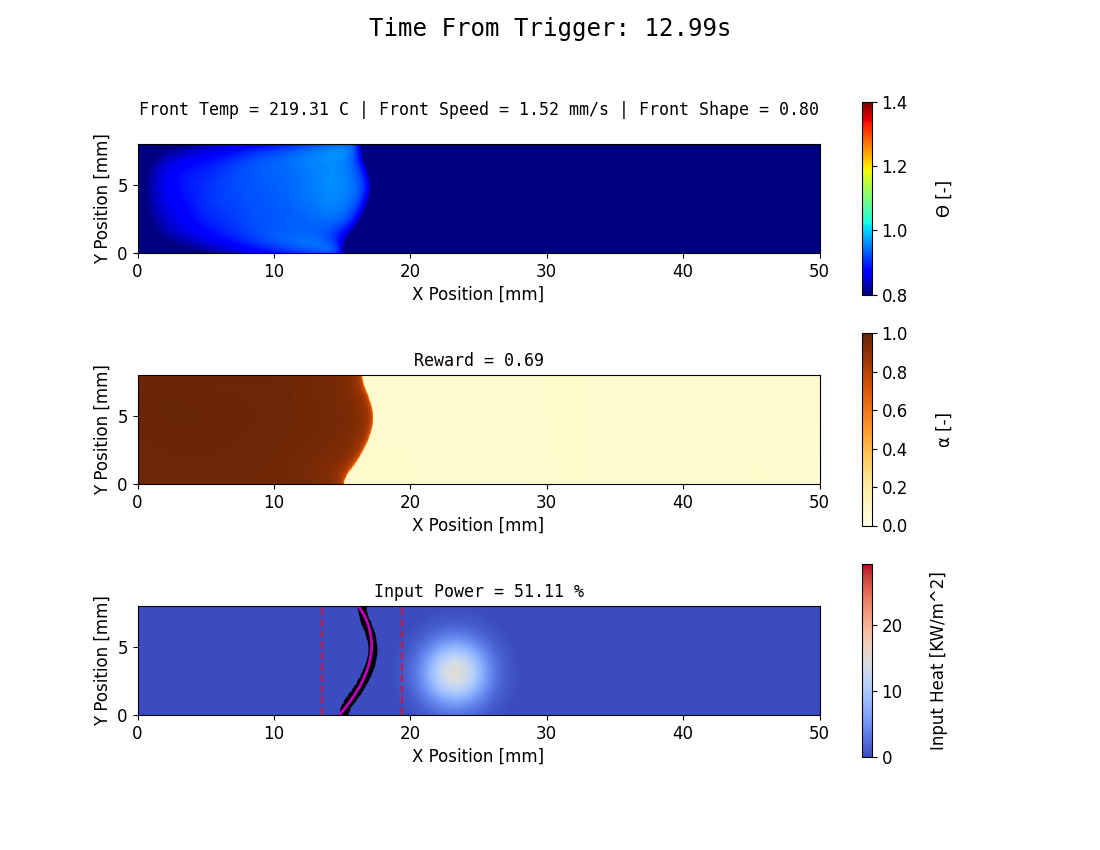 Time From Trigger: 12.99s
Front Temp = 219.31 C | Front Speed = 1.52 mm/s | Front Shape = 0.80
Y Position [mm]
5
0
0 10 20 30 40 50
X Position [mm]
1.4
1.2
1.0
0.8
Θ [-]
Reward = 0.69
Y Position [mm]
5
0
0 10 20 30 40 50
X Position [mm]
1.0
0.8
0.6
0.4
0.2
0.0
α [-]
Input Power = 51.11 %
Y Position [mm]
5
0
0 10 20 30 40 50
X Position [mm]
20
10
0
Input Heat [KW/m^2]